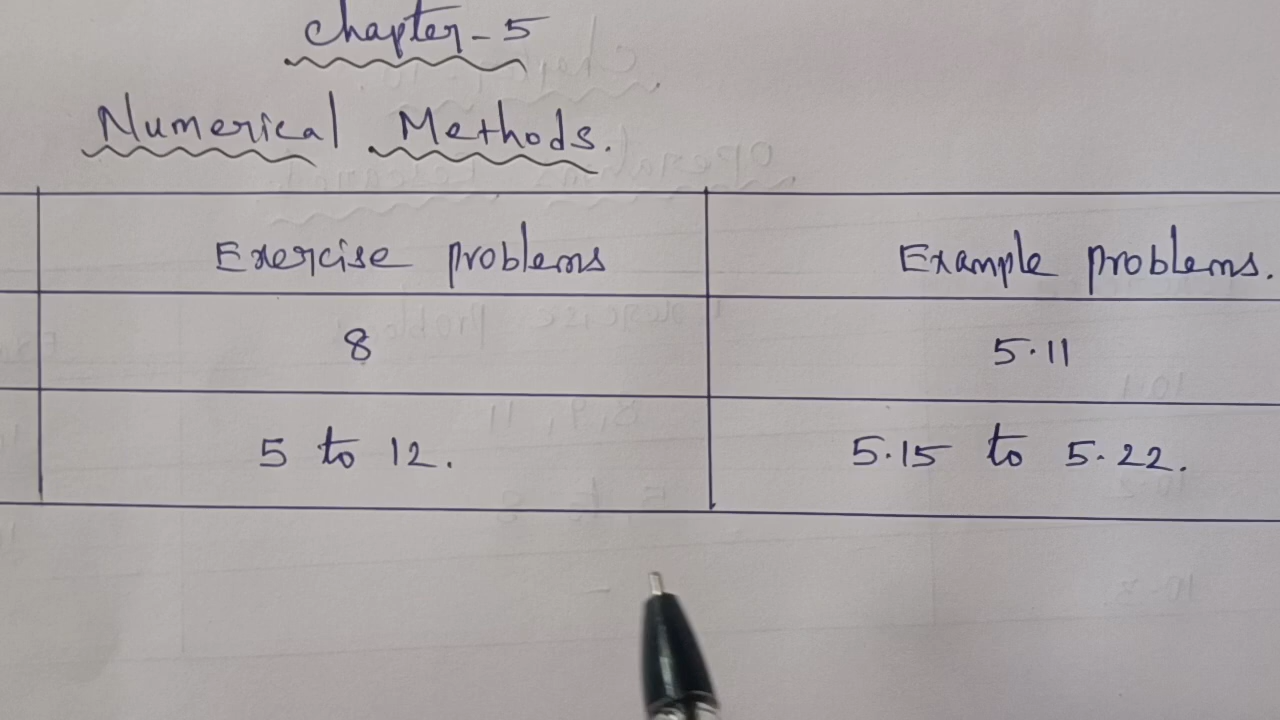 Chapter-5
Numerical Methods.
Exercise problems Example problems.
8 5.11
5 to 12. 5.15 to 5.22.